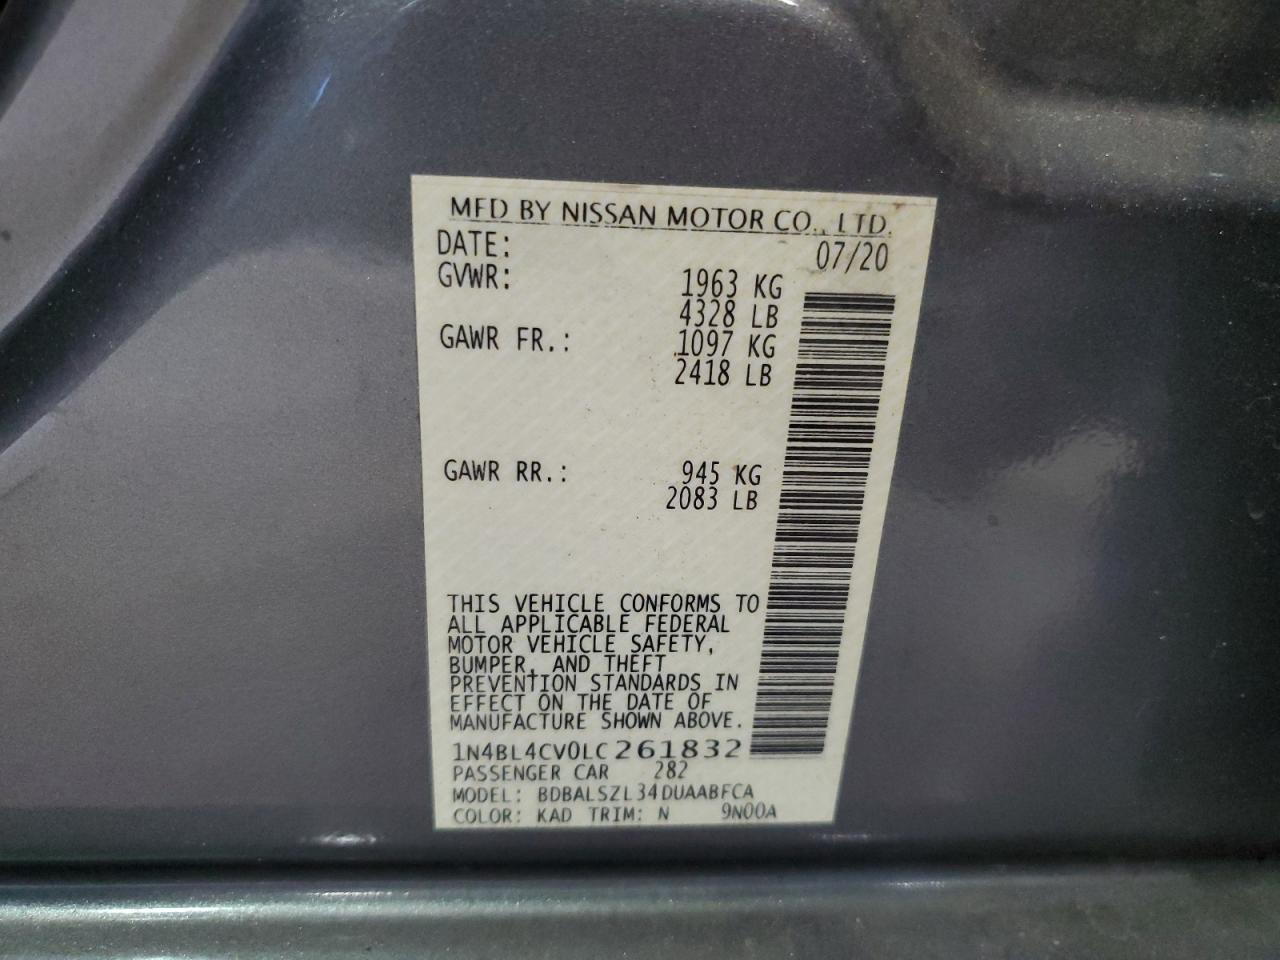 MFD BY NISSAN MOTOR CO., LTD.
DATE: 07/20
GVWR: 1963 KG
4328 LB
GAWR FR.: 1097 KG
2418 LB
GAWR RR.: 945 KG
2083 LB
THIS VEHICLE CONFORMS TO
ALL APPLICABLE FEDERAL
MOTOR VEHICLE SAFETY,
BUMPER, AND THEFT
PREVENTION STANDARDS IN
EFFECT ON THE DATE OF
MANUFACTURE SHOWN ABOVE.
1N4BL4CV0LC261832
PASSENGER CAR 282
MODEL: BDBALSZL34DUAABFCA
COLOR: KAD TRIM: N 9N00A